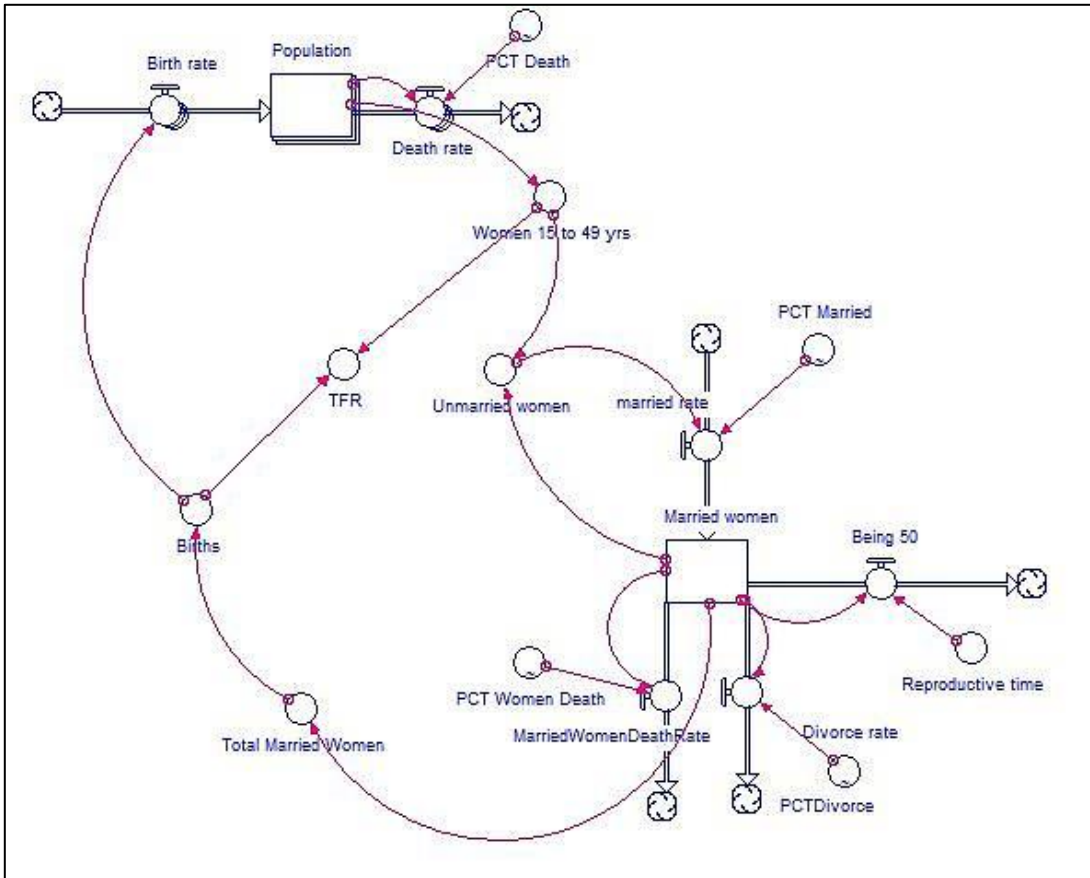 Birth rate
Population
PCT Death
Death rate
Women 15 to 49 yrs
PCT Married
TFR
Unmarried women
married rate
Births
Married women
Being 50
PCT Women Death
Reproductive time
MarriedWomenDeathRate
Divorce rate
Total Married Women
PCTDivorce